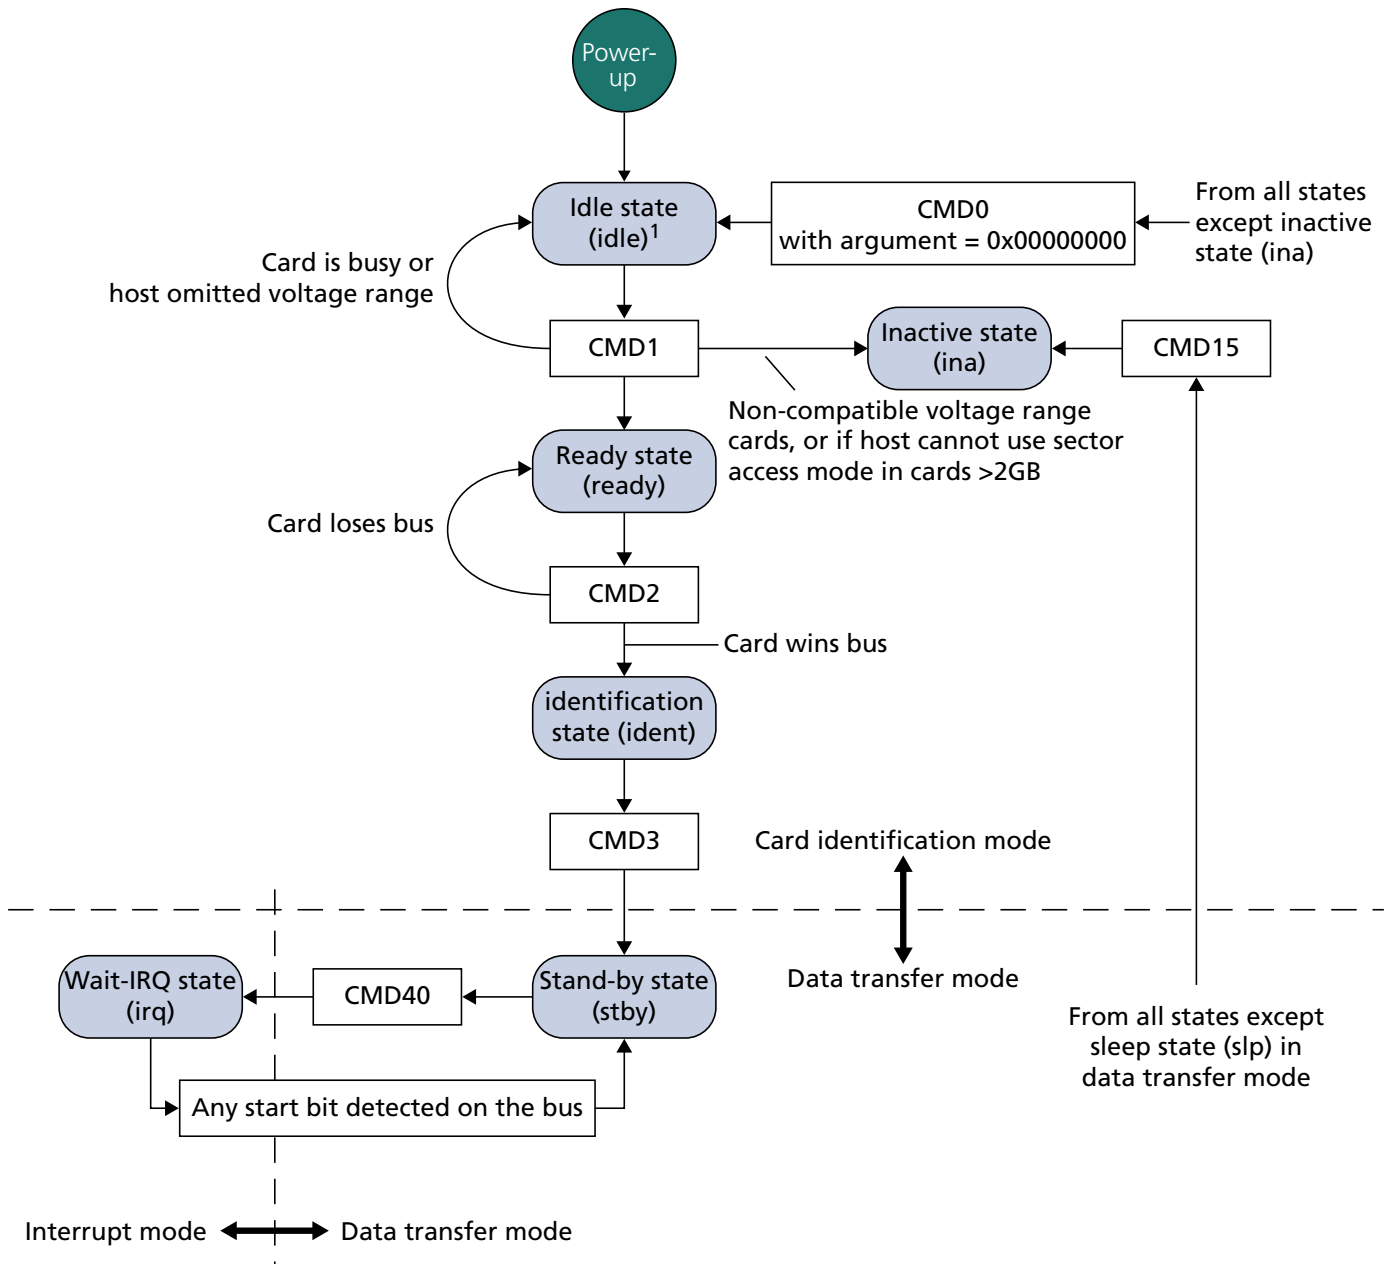 Power-
up
Idle state
(idle)1
CMD0
with argument = 0x00000000
From all states
except inactive
state (ina)
Card is busy or
host omitted voltage range
CMD1
Inactive state
(ina)
CMD15
Non-compatible voltage range
cards, or if host cannot use sector
access mode in cards >2GB
Ready state
(ready)
Card loses bus
CMD2
Card wins bus
identification
state (ident)
CMD3
Card identification mode
Data transfer mode
Wait-IRQ state
(irq)
CMD40
Stand-by state
(stby)
From all states except
sleep state (slp) in
data transfer mode
Any start bit detected on the bus
Interrupt mode
Data transfer mode